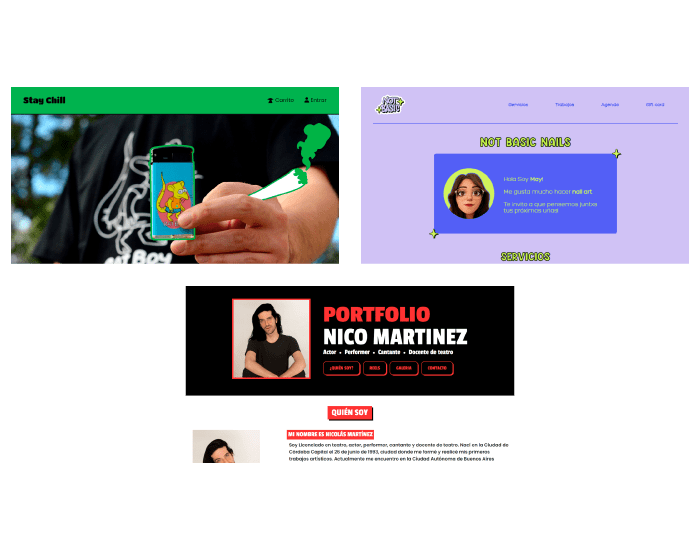 Stay Chill
Carrito
Entrar
NOT BASIC
Servicios
Trabajos
Agenda
Gift card
NOT BASIC NAILS
Hola Soy May!
Me gusta mucho hacer nail art
Te invito a que pensemos juntxs
tus próximas uñas!
SERVICIOS
PORTFOLIO
NICO MARTINEZ
Actor • Performer • Cantante • Docente de teatro
¿QUIÉN SOY?
REELS
GALERIA
CONTACTO
QUIÉN SOY
MI NOMBRE ES NICOLÁS MARTÍNEZ
Soy Licenciado en teatro, actor, performer, cantante y docente de teatro. Nací en la Ciudad de
Córdoba Capital el 26 de junio de 1993, ciudad donde me formé y realicé mis primeros
trabajos artísticos. Actualmente me encuentro en la Ciudad Autónoma de Buenos Aires